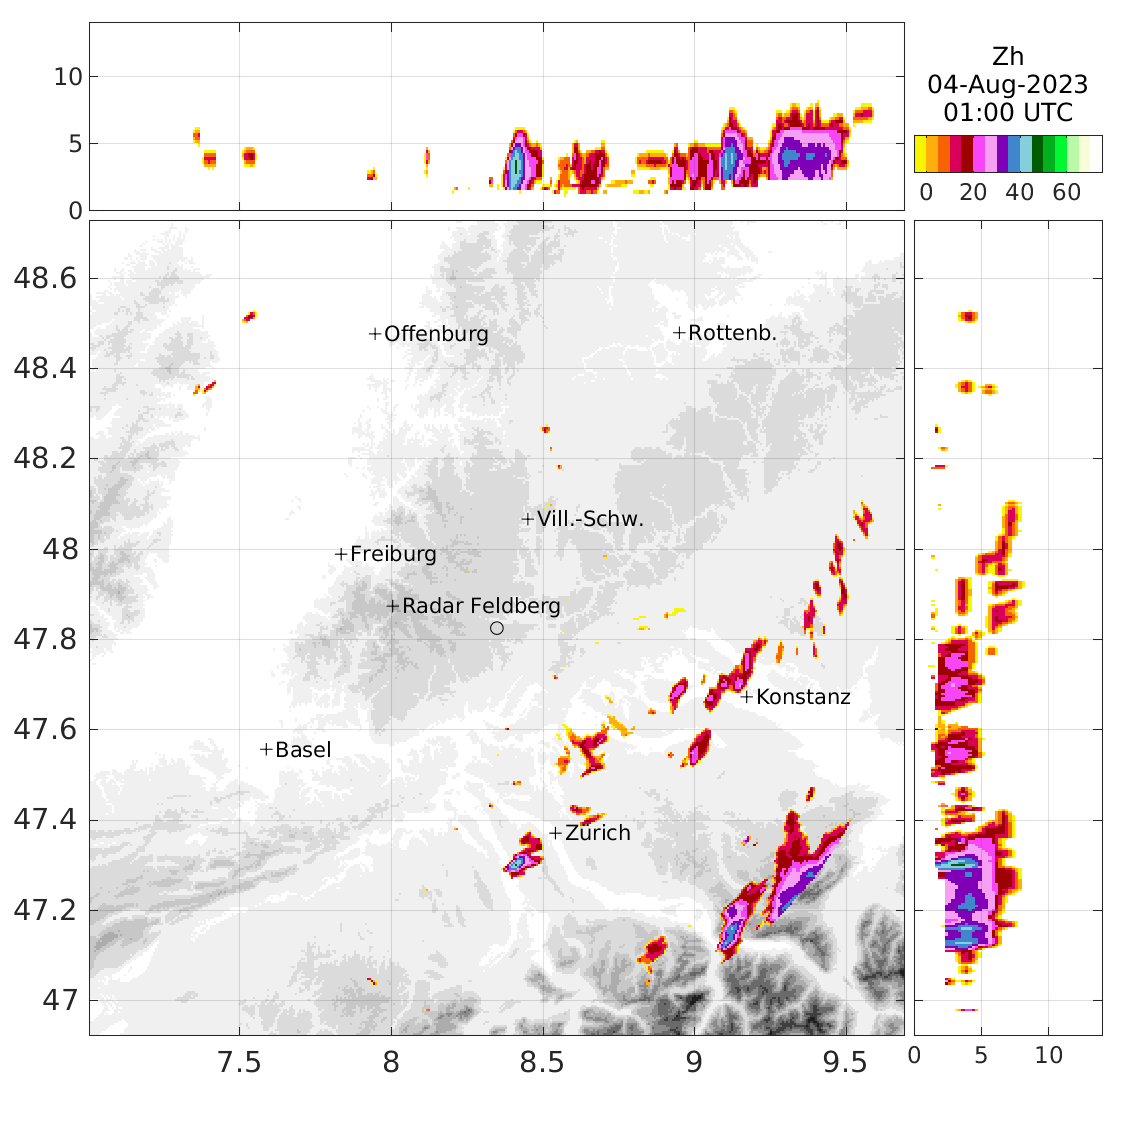 10
5
0
Zh
04-Aug-2023
01:00 UTC
0 20 40 60
48.6
48.4
48.2
48
47.8
47.6
47.4
47.2
47
Offenburg
Rottenb.
Vill.-Schw.
Freiburg
Radar Feldberg
Konstanz
Basel
Zürich
7.5 8 8.5 9 9.5
0 5 10